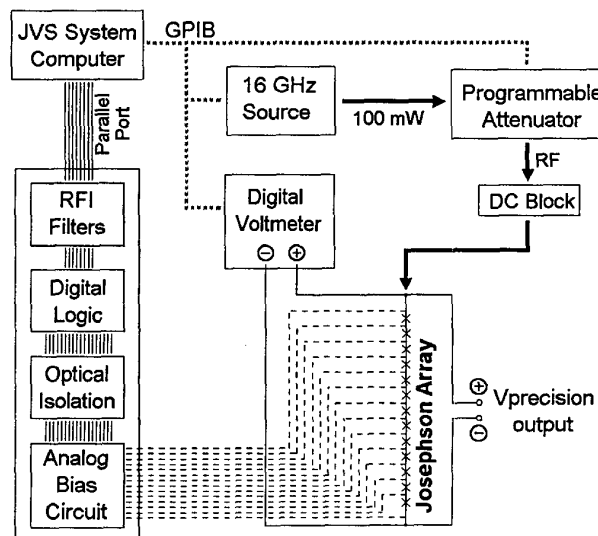 JVS System
Computer
GPIB
Parallel
Port
16 GHz
Source
100 mW
Programmable
Attenuator
RF
DC Block
RFI
Filters
Digital
Voltmeter
⊖ ⊕
Digital
Logic
Optical
Isolation
Analog
Bias
Circuit
Josephson Array
⊕
Vprecision
output
⊖